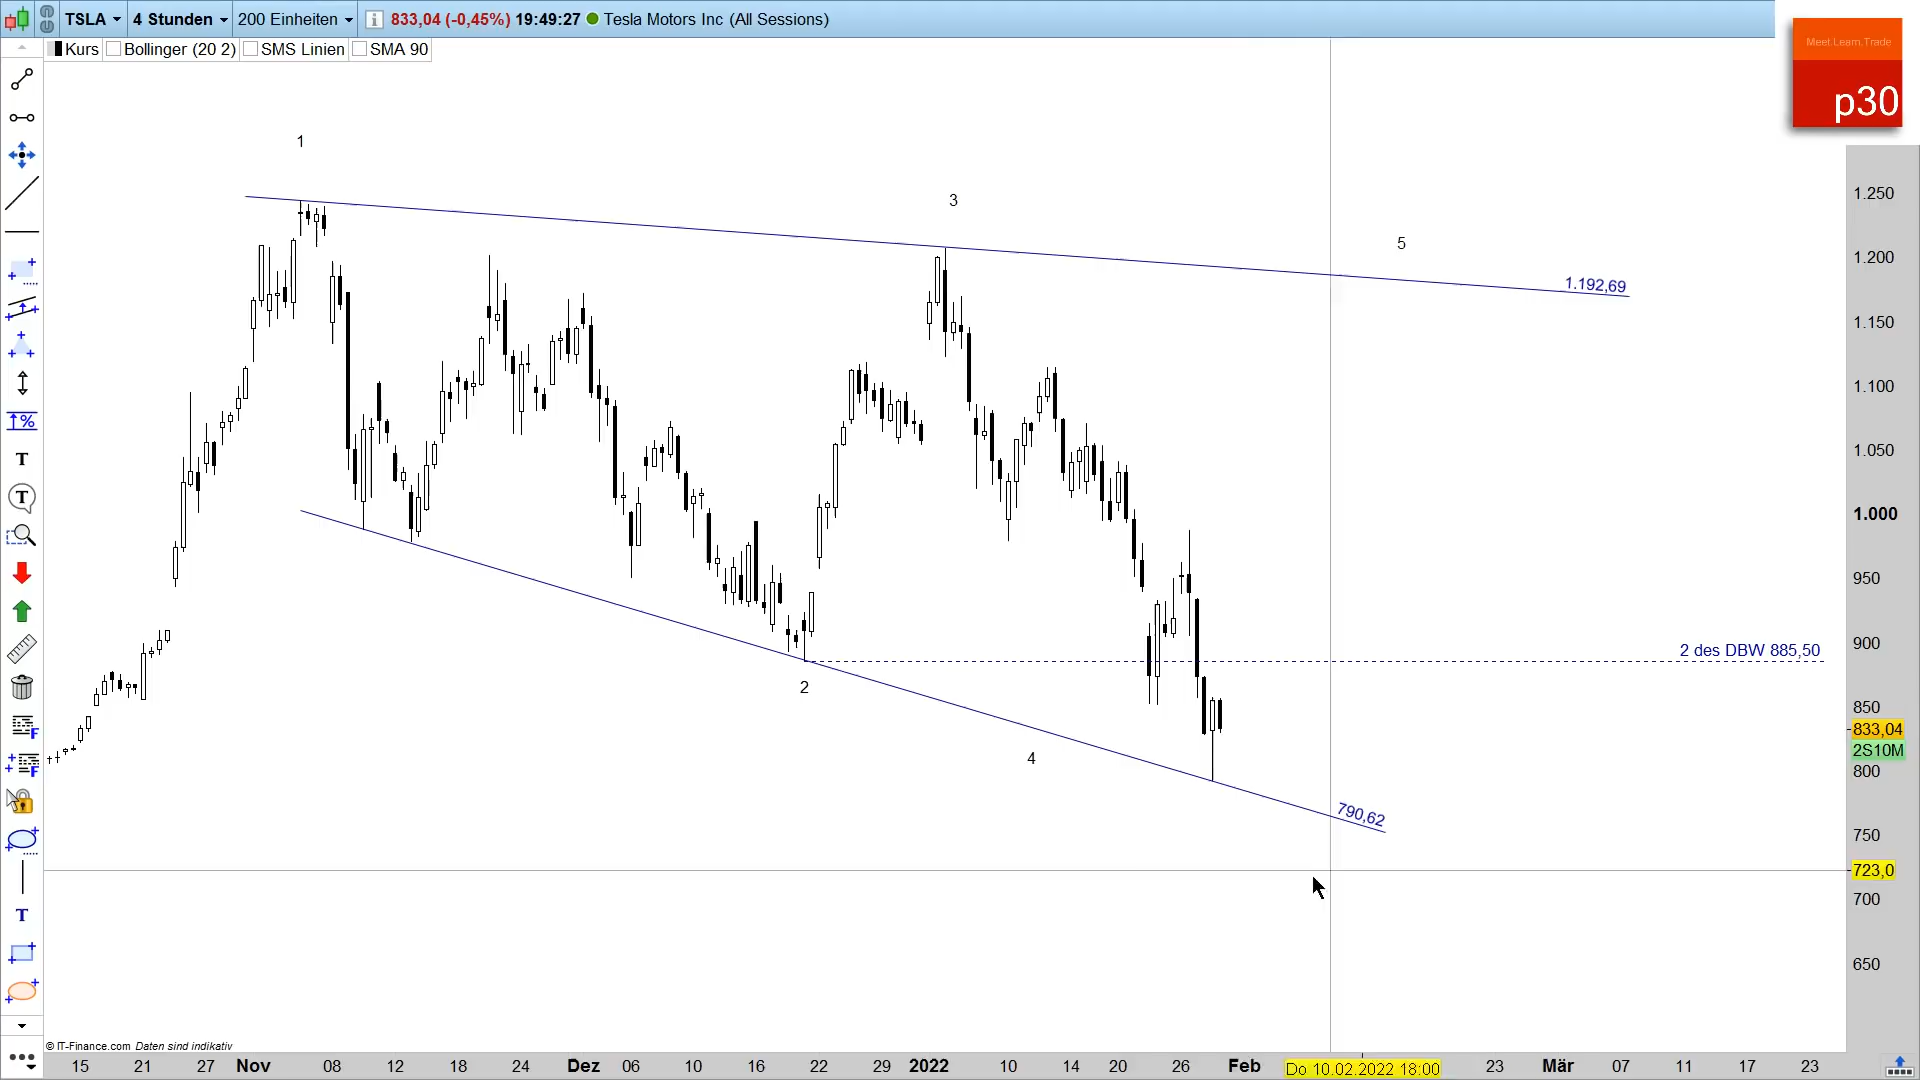 TSLA 4 Stunden 200 Einheiten 833,04 (-0,45%) 19:49:27 Tesla Motors Inc (All Sessions)
Kurs Bollinger (20 2) SMS Linien SMA 90
Meet.Learn.Trade
p30
1
3
5
1.192,69
2 des DBW 885,50
2
4
790,62
1.250
1.200
1.150
1.100
1.050
1.000
950
900
850
833,04
2S10M
800
750
723,0
700
650
© IT-Finance.com Daten sind indikativ
15 21 27 Nov 08 12 18 24 Dez 06 10 16 22 29 2022 10 14 20 26 Feb Do 10.02.2022 18:00 23 Mär 07 11 17 23